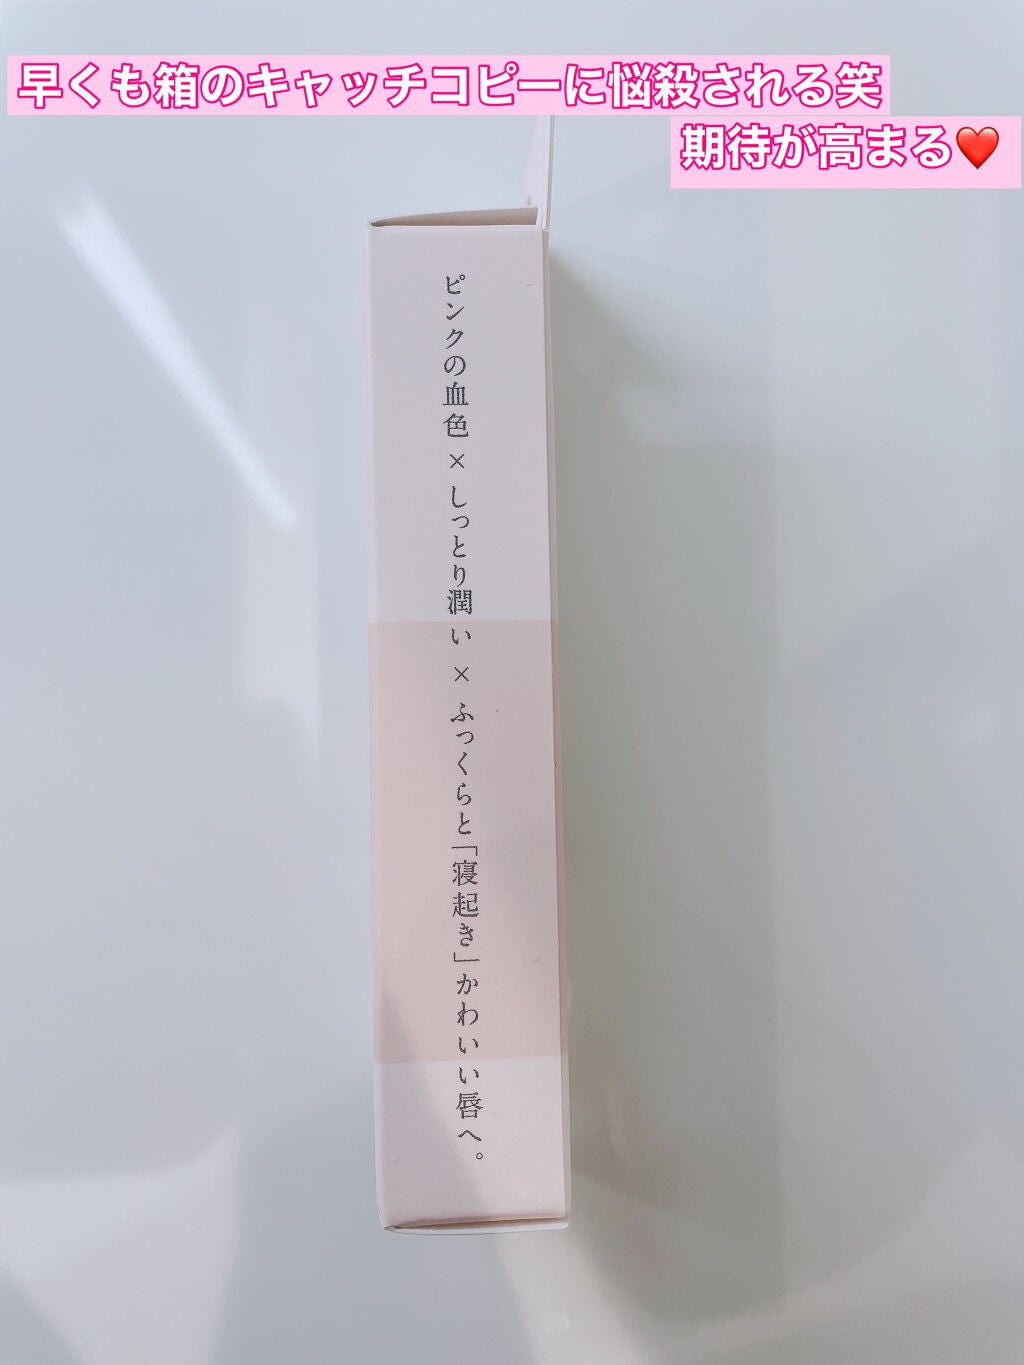 早くも箱のキャッチコピーに悩殺される笑
期待が高まる❤️
ピンクの血色×しっとり潤い×ふっくらと「寝起き」かわいい唇へ。